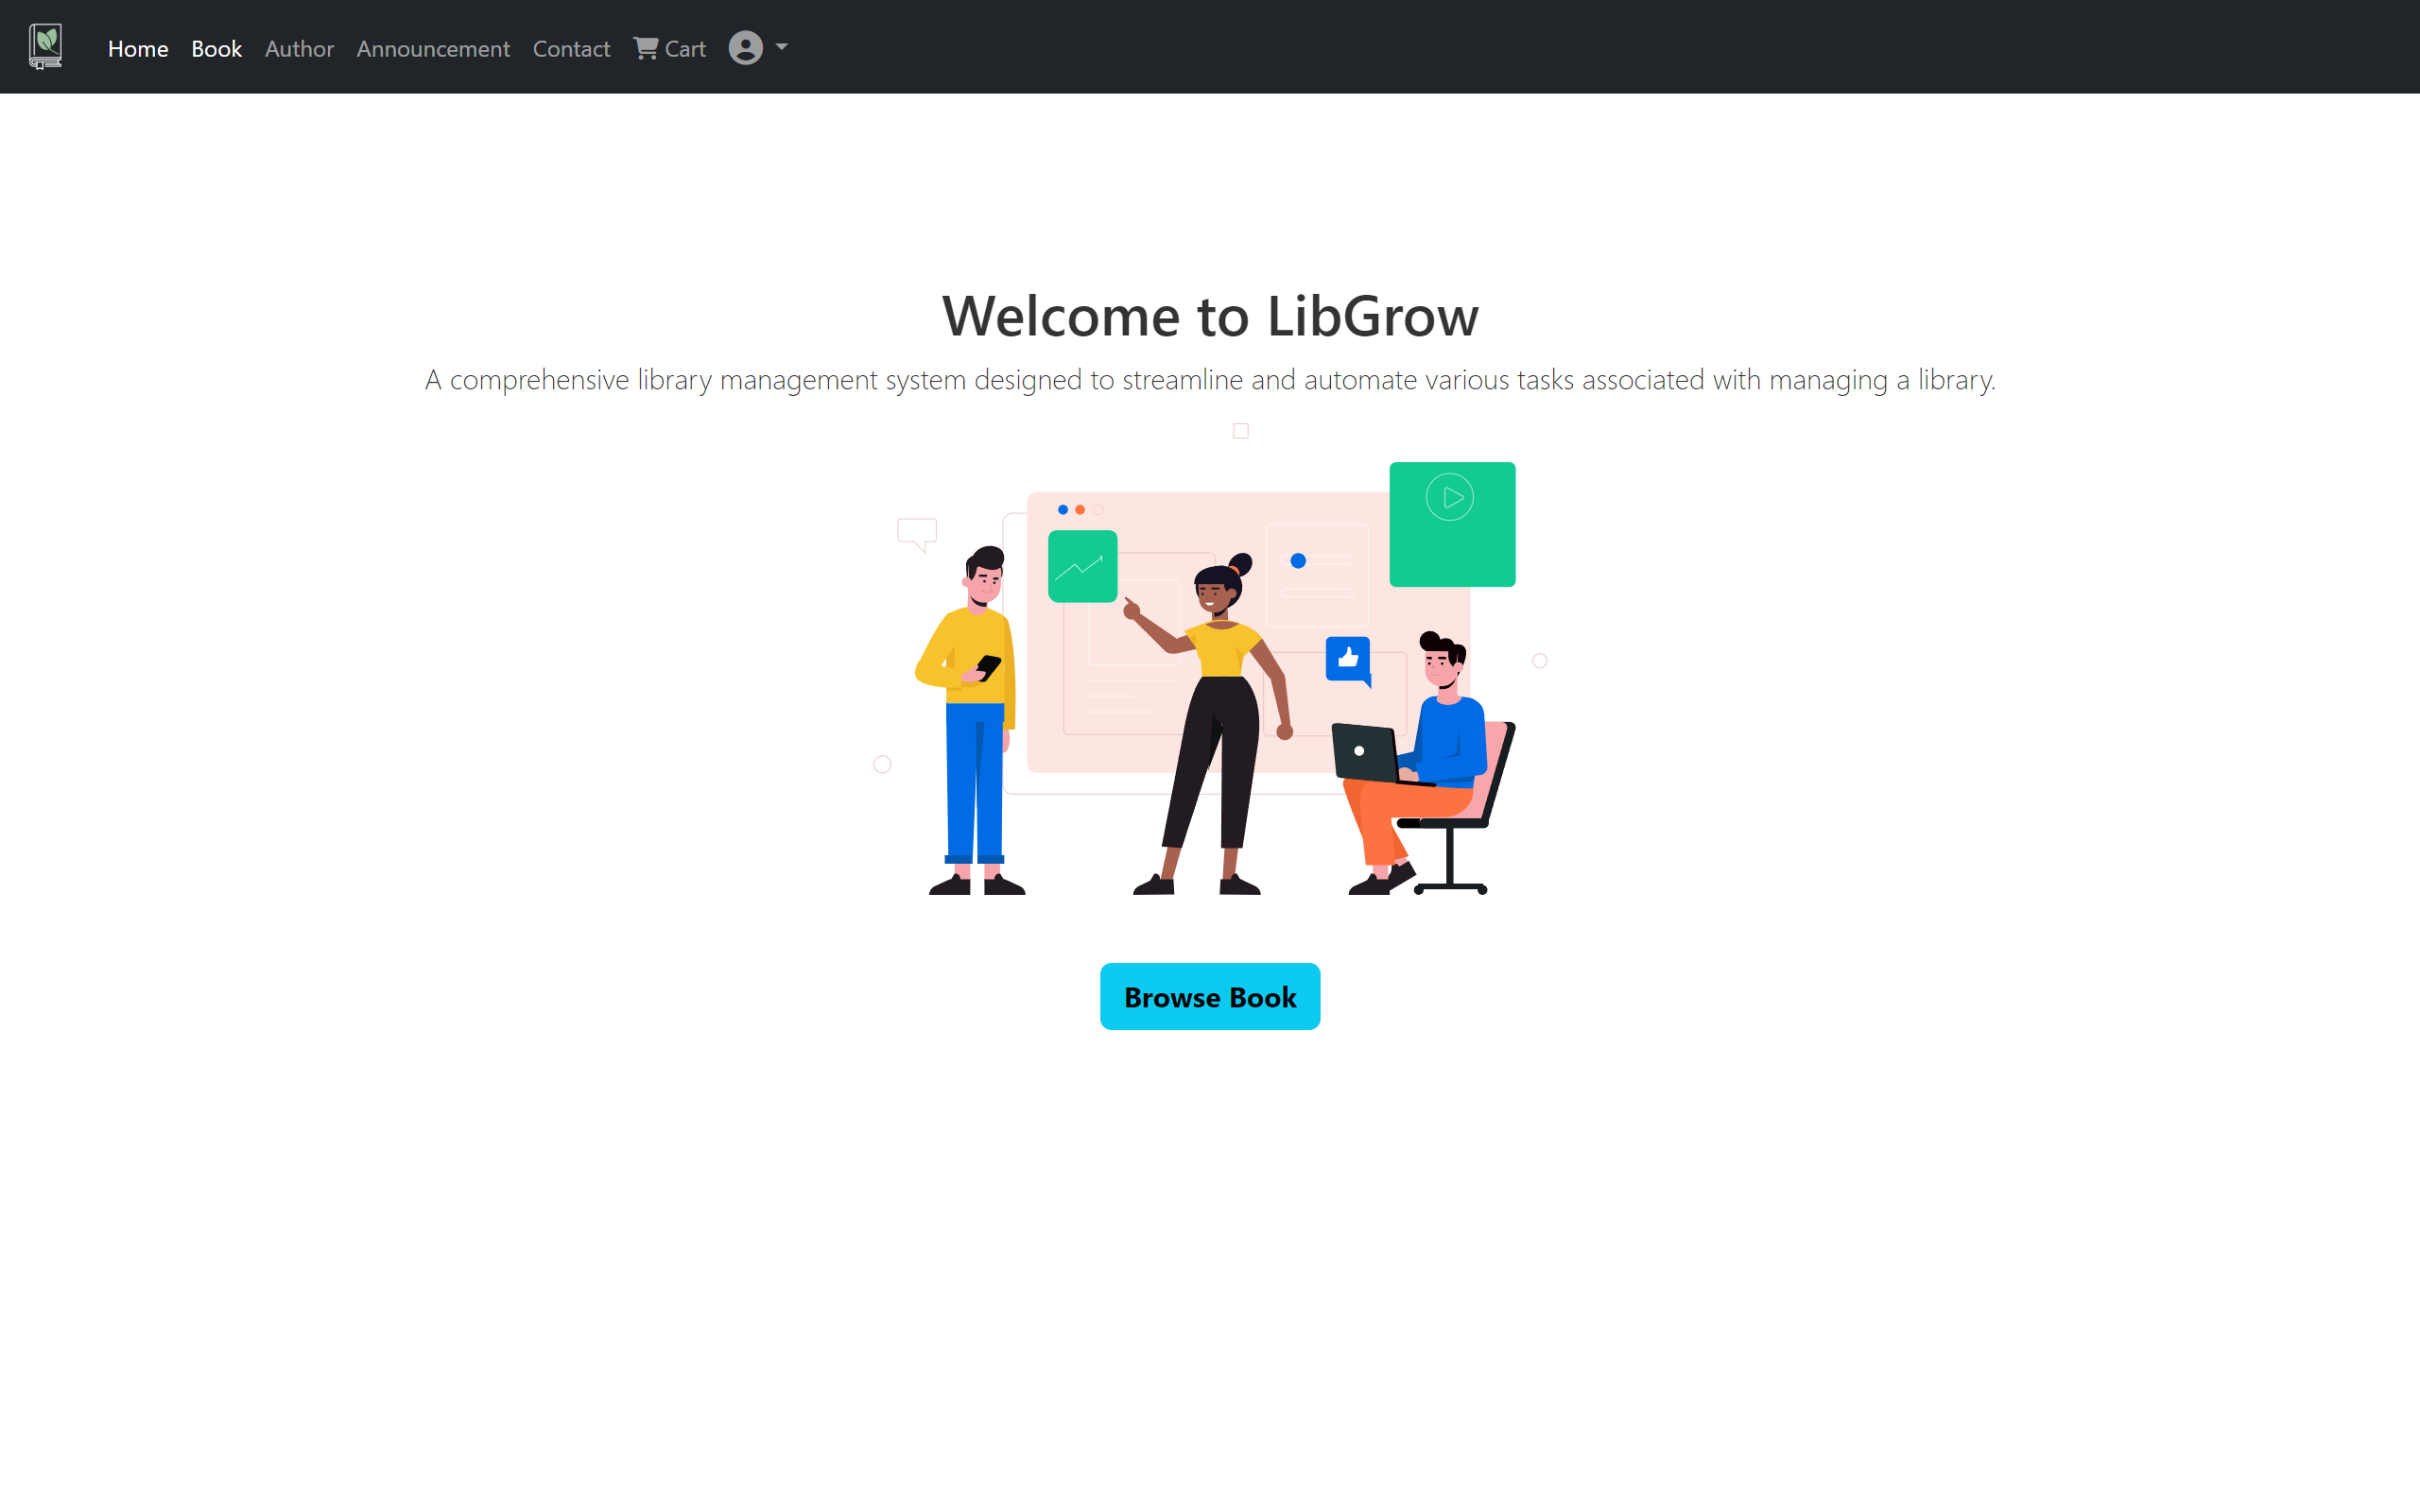 Home Book Author Announcement Contact Cart
Welcome to LibGrow
A comprehensive library management system designed to streamline and automate various tasks associated with managing a library.
Browse Book